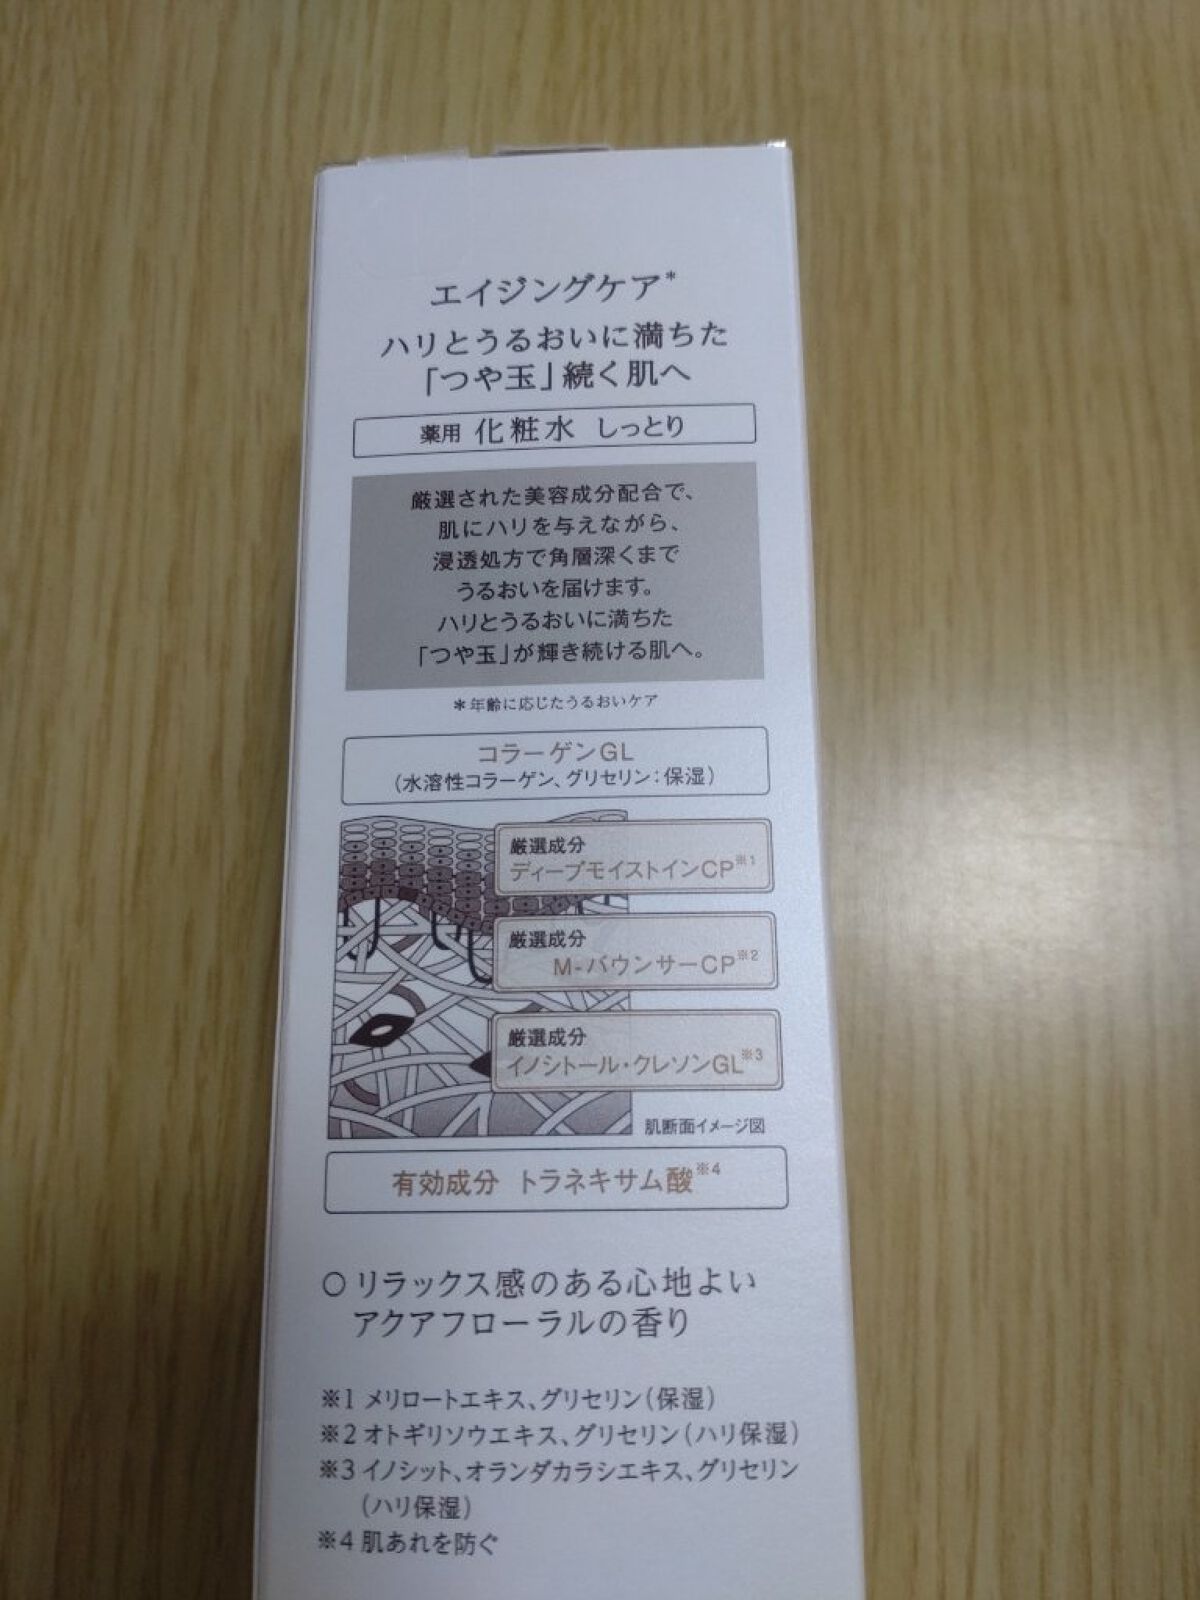 エイジングケア*
ハリとうるおいに満ちた
「つや玉」続く肌へ
薬用 化粧水 しっとり
厳選された美容成分配合で、
肌にハリを与えながら、
浸透処方で角層深くまで
うるおいを届けます。
ハリとうるおいに満ちた
「つや玉」が輝き続ける肌へ。
*年齢に応じたうるおいケア
コラーゲンGL
(水溶性コラーゲン、グリセリン:保湿)
厳選成分
ディープモイストインCP※1
厳選成分
M-バウンサーCP※2
厳選成分
イノシトール・クレソンGL※3
肌断面イメージ図
有効成分 トラネキサム酸※4
○リラックス感のある心地よい
アクアフローラルの香り
※1 メリロートエキス、グリセリン(保湿)
※2 オトギリソウエキス、グリセリン(ハリ保湿)
※3 イノシット、オランダカラシエキス、グリセリン
(ハリ保湿)
※4 肌あれを防ぐ